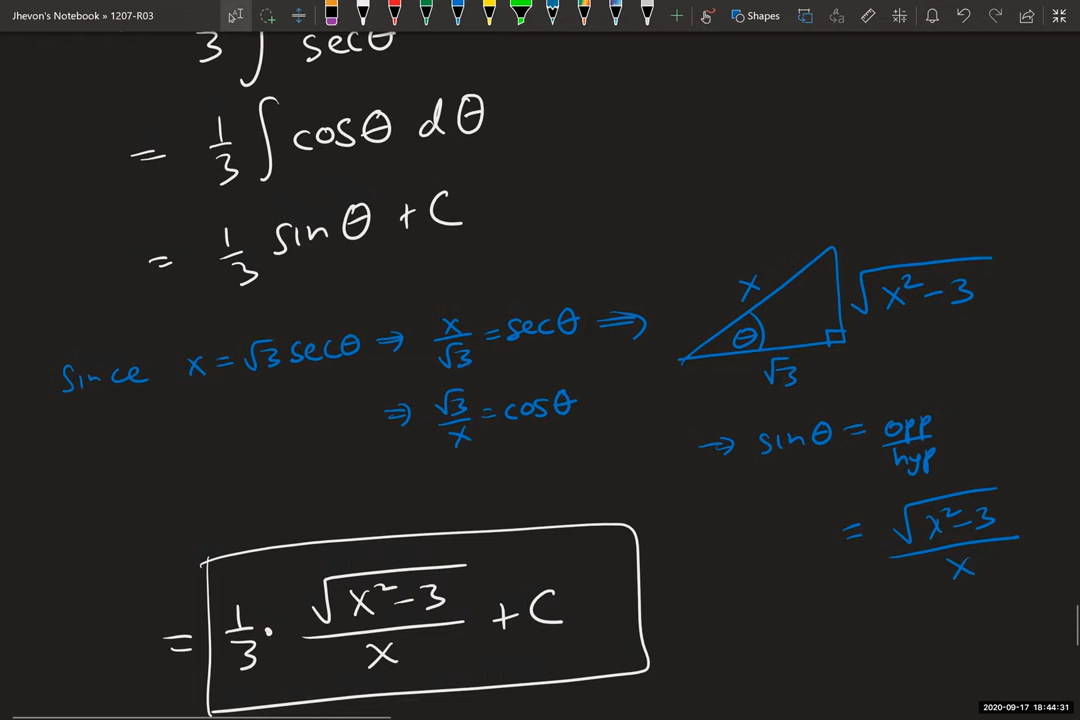 Jhevon's Notebook » 1207-R03
Shapes
1/3 ∫ secθ
= 1/3 ∫ cosθ dθ
= 1/3 sinθ + C
Since x = √3 secθ ⇒ x/√3 = secθ ⇒
⇒ √3/x = cosθ
x
θ
√3
√(x² - 3)
→ sinθ = opp/hyp
= √(x² - 3)/x
= 1/3 · √(x² - 3)/x + C
2020-09-17 18:44:31